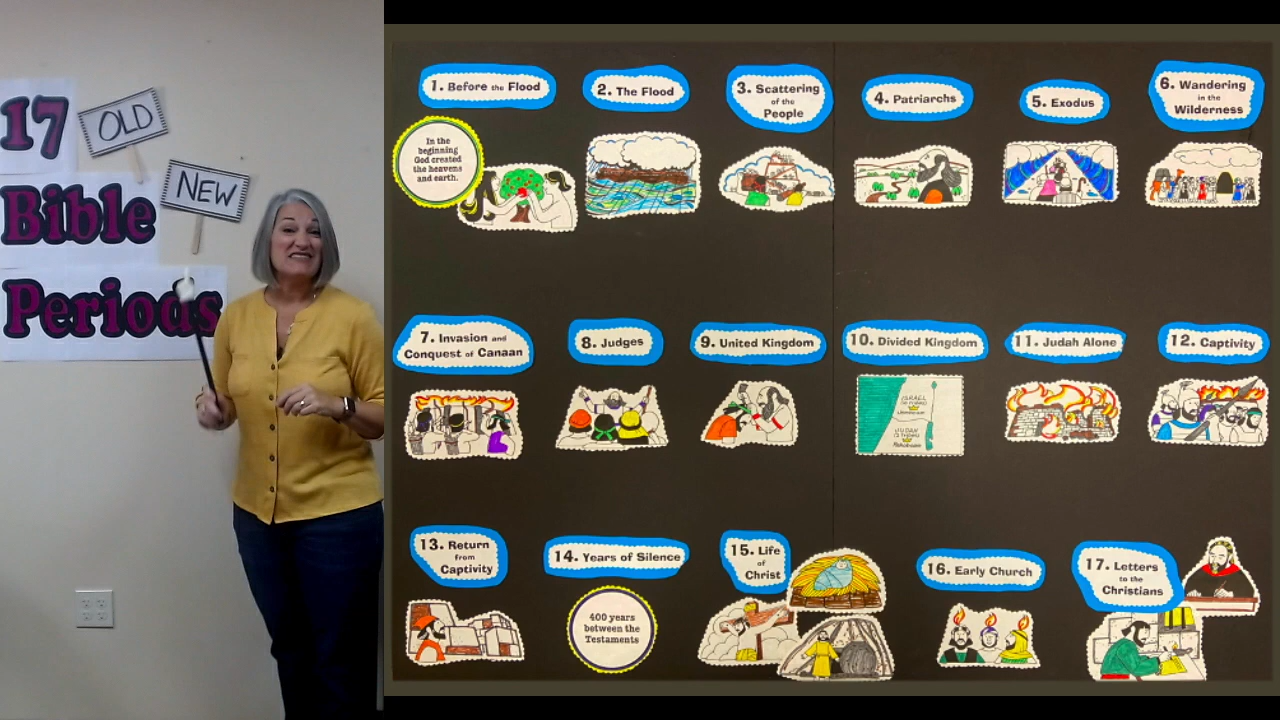 17
Bible
Periods
OLD
NEW
1. Before the Flood
In the
beginning
God created
the heavens
and earth.
2. The Flood
3. Scattering
of the
People
4. Patriarchs
5. Exodus
6. Wandering
in the
Wilderness
7. Invasion and
Conquest of Canaan
8. Judges
9. United Kingdom
10. Divided Kingdom
ISRAEL
JUDAH
11. Judah Alone
12. Captivity
13. Return
from
Captivity
14. Years of Silence
400 years
between the
Testaments
15. Life
of
Christ
16. Early Church
17. Letters
to the
Christians